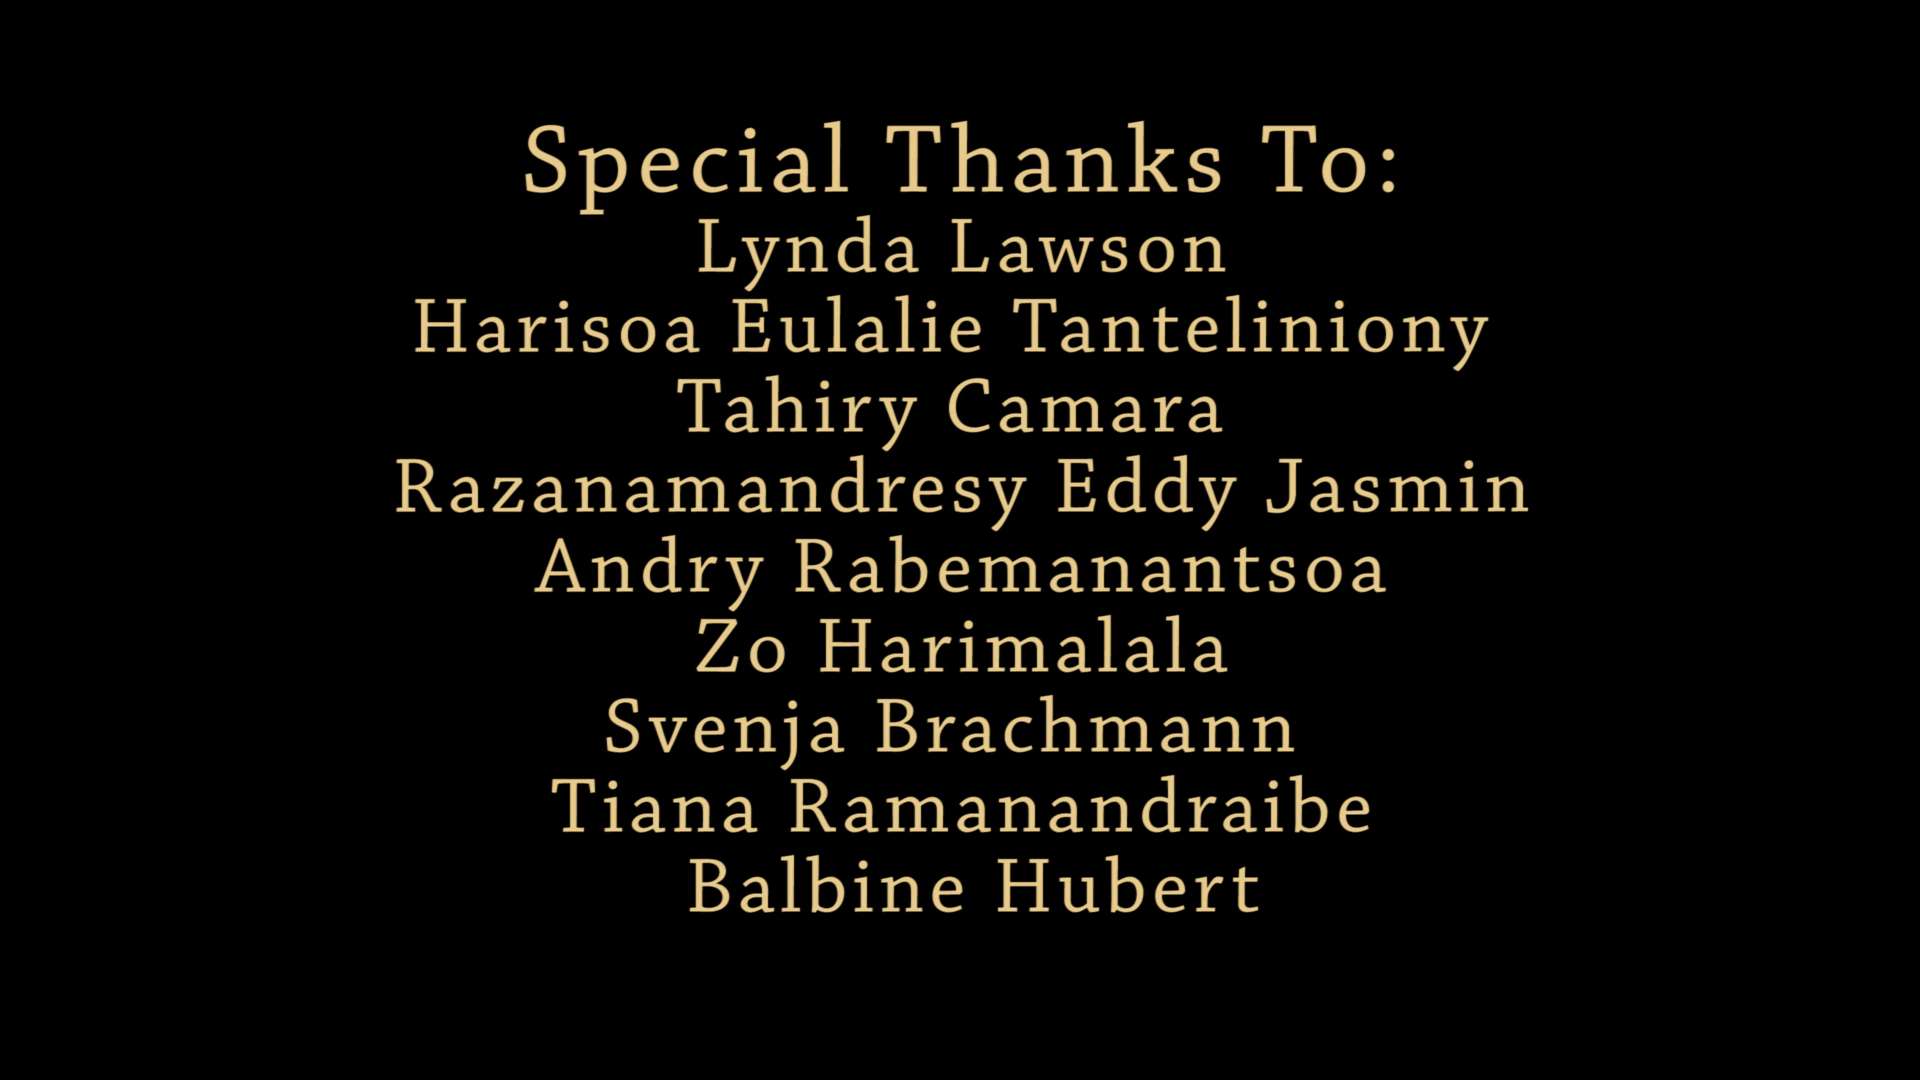 Special Thanks To:
Lynda Lawson
Harisoa Eulalie Tanteliniony
Tahiry Camara
Razanamandresy Eddy Jasmin
Andry Rabemanantsoa
Zo Harimalala
Svenja Brachmann
Tiana Ramanandraibe
Balbine Hubert